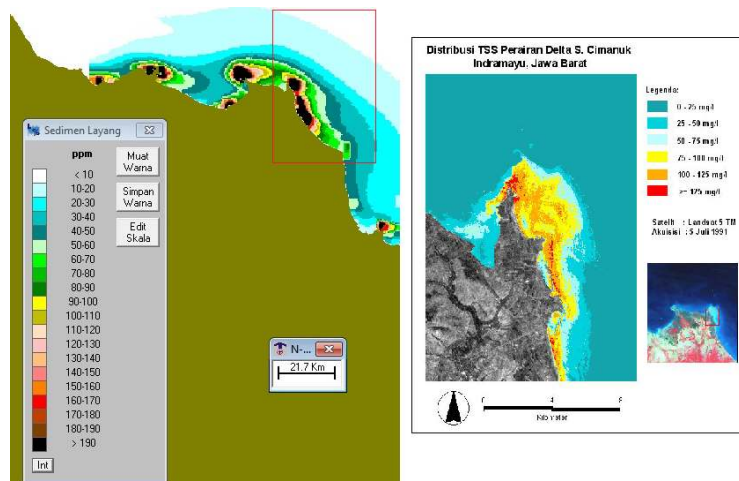 Sedimen Layang
ppm
< 10
10-20
20-30
30-40
40-50
50-60
60-70
70-80
80-90
90-100
100-110
110-120
120-130
130-140
140-150
150-160
160-170
170-180
180-190
> 190
Muat
Warna
Simpan
Warna
Edit
Skala
Int
N-...
21.7 Km
Distribusi TSS Perairan Delta S. Cimanuk
Indramayu, Jawa Barat
Legenda:
0 - 25 mg/l
25 - 50 mg/l
50 - 75 mg/l
75 - 100 mg/l
100 - 125 mg/l
>= 125 mg/l
Satelit : Landsat 5 TM
Akuisisi : 5 Juli 1991
0 4 8
Kilometer